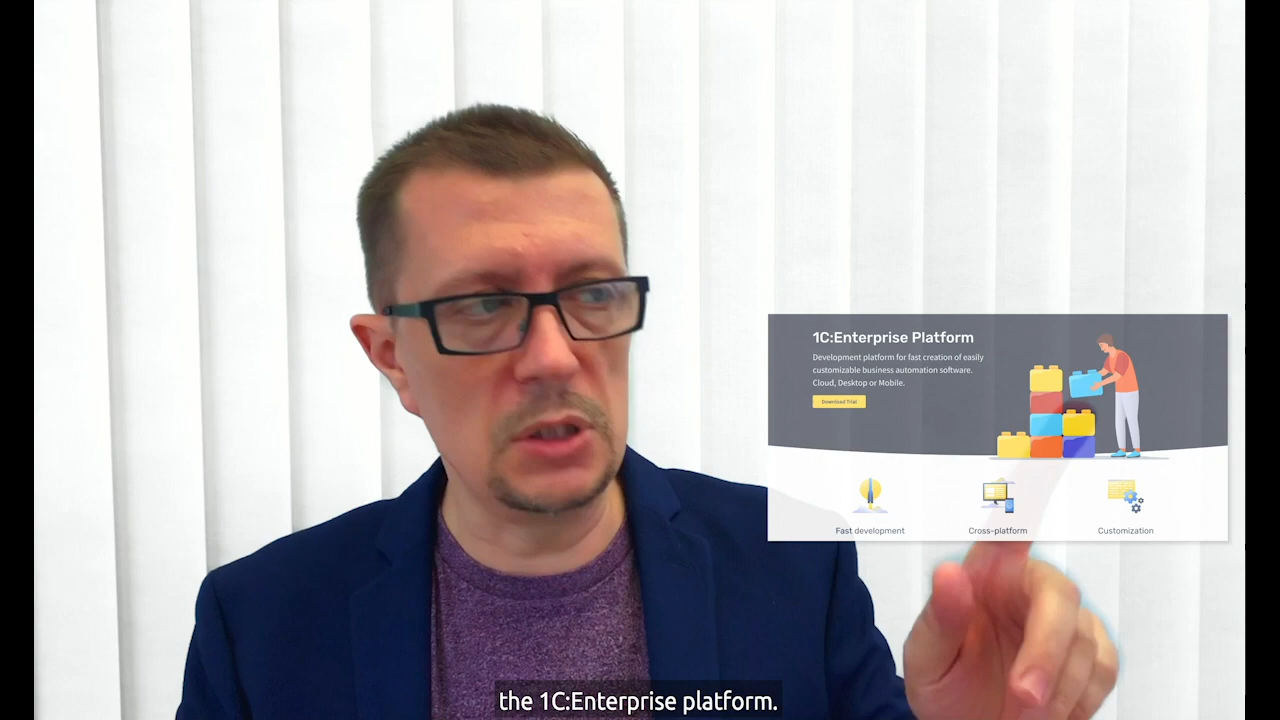 1C:Enterprise Platform
Development platform for fast creation of easily
customizable business automation software.
Cloud, Desktop or Mobile.
Download Trial
Fast development
Cross-platform
Customization
the 1C:Enterprise platform.